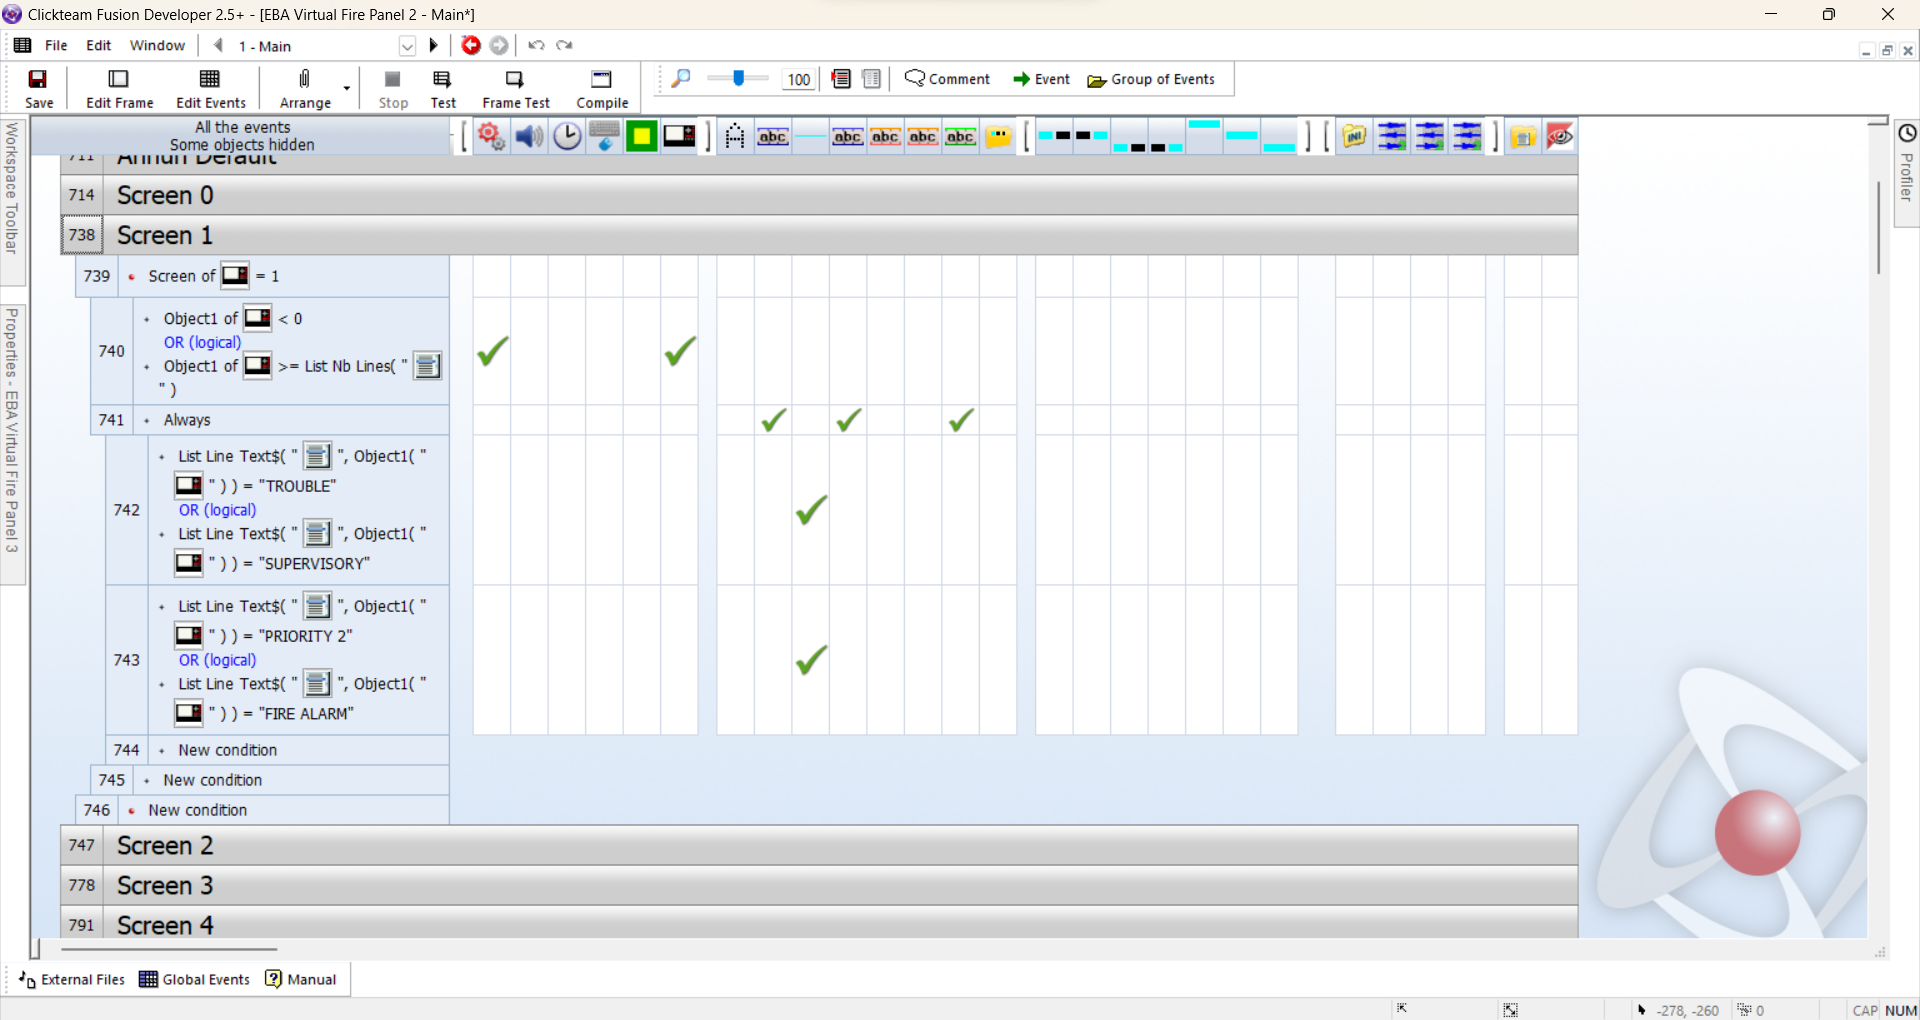 Clickteam Fusion Developer 2.5+ - [EBA Virtual Fire Panel 2 - Main*]
File Edit Window 1 - Main
Save Edit Frame Edit Events Arrange Stop Test Frame Test Compile 100 Comment Event Group of Events
All the events
Some objects hidden
Workspace Toolbar
Properties - EBA Virtual Fire Panel 3
Profiler
[ ] abc abc abc abc abc [ ] [ INI ]
711 Annun Default
714 Screen 0
738 Screen 1
739 Screen of = 1
740 Object1 of < 0
OR (logical)
Object1 of >= List Nb Lines( "
" )
741 Always
742 List Line Text$( " ", Object1( "
" ) ) = "TROUBLE"
OR (logical)
List Line Text$( " ", Object1( "
" ) ) = "SUPERVISORY"
743 List Line Text$( " ", Object1( "
" ) ) = "PRIORITY 2"
OR (logical)
List Line Text$( " ", Object1( "
" ) ) = "FIRE ALARM"
744 New condition
745 New condition
746 New condition
747 Screen 2
778 Screen 3
791 Screen 4
External Files Global Events Manual
-278, -260 0 CAP NUM